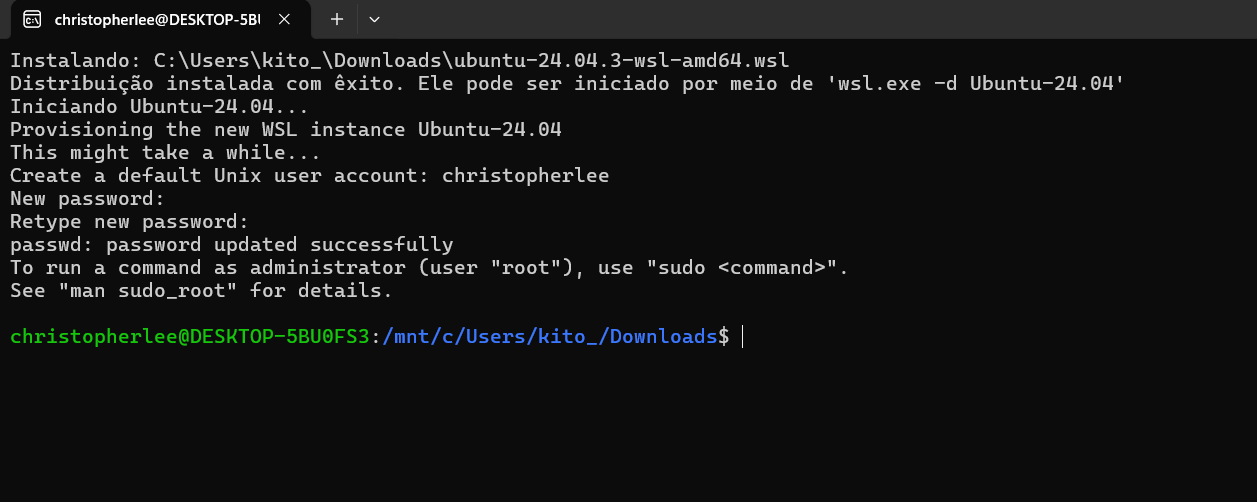 christopherlee@DESKTOP-5BU
Instalando: C:\Users\kito_\Downloads\ubuntu-24.04.3-wsl-amd64.wsl
Distribuição instalada com êxito. Ele pode ser iniciado por meio de 'wsl.exe -d Ubuntu-24.04'
Iniciando Ubuntu-24.04...
Provisioning the new WSL instance Ubuntu-24.04
This might take a while...
Create a default Unix user account: christopherlee
New password:
Retype new password:
passwd: password updated successfully
To run a command as administrator (user "root"), use "sudo <command>".
See "man sudo_root" for details.
christopherlee@DESKTOP-5BU0FS3:/mnt/c/Users/kito_/Downloads$